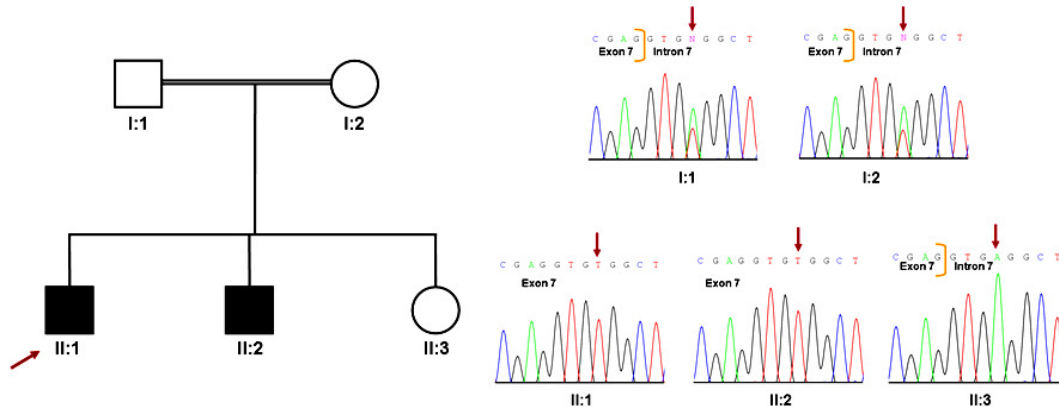 C G A G G T G N G G C T
Exon 7 Intron 7
I:1
C G A G G T G N G G C T
Exon 7 Intron 7
I:2
I:1
I:2
C G A G G T G T G G C T
Exon 7
II:1
C G A G G T G T G G C T
Exon 7
II:2
C G A G G T G A G G C T
Exon 7 Intron 7
II:3
II:1
II:2
II:3